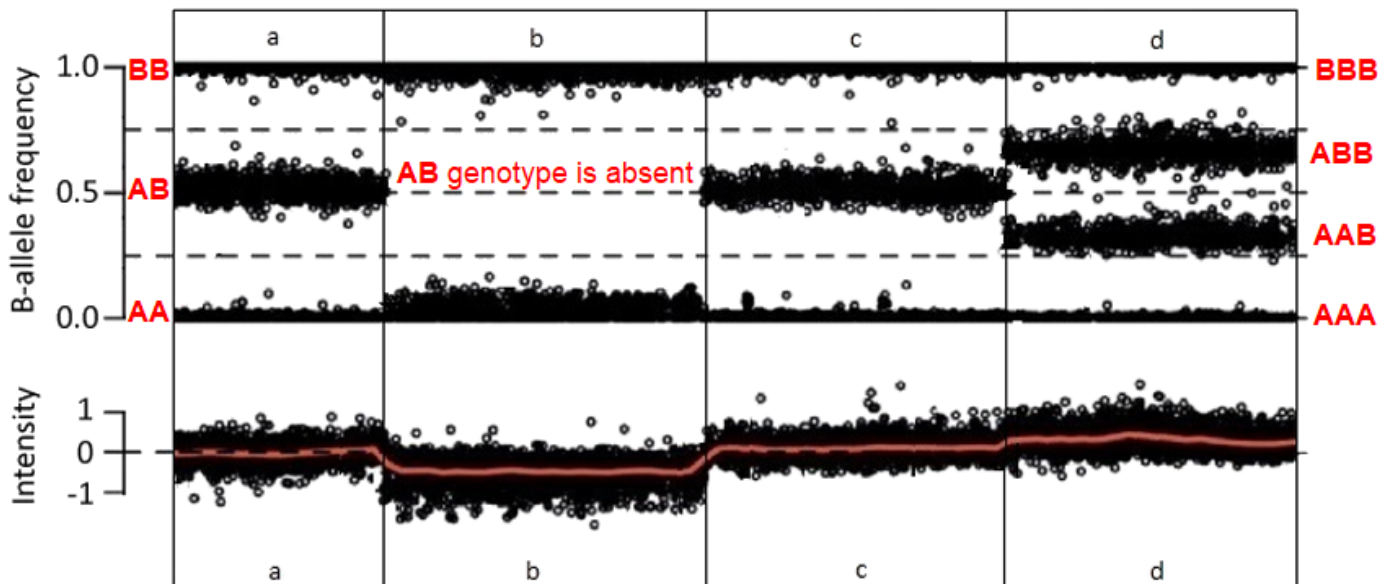 a b c d
1.0 BB BBB
ABB
AB genotype is absent
0.5 AB
AAB
0.0 AA AAA
B-allele frequency
1
0
-1
Intensity
a b c d